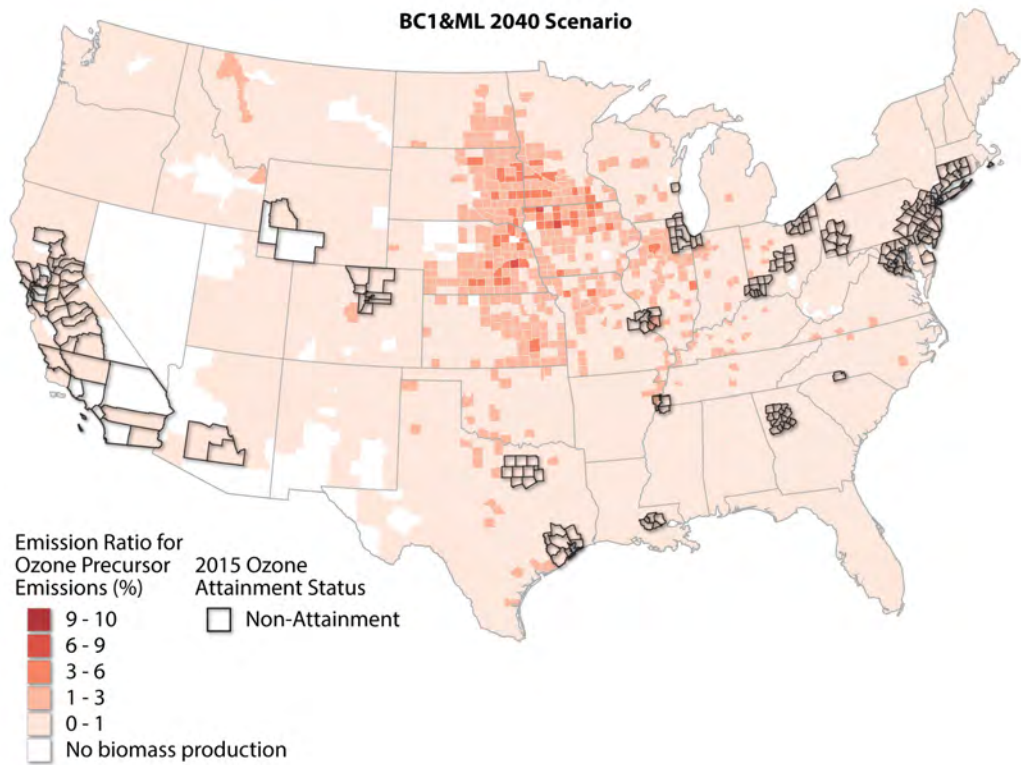 BC1&ML 2040 Scenario
Emission Ratio for
Ozone Precursor
Emissions (%)
9 - 10
6 - 9
3 - 6
1 - 3
0 - 1
No biomass production
2015 Ozone
Attainment Status
Non-Attainment